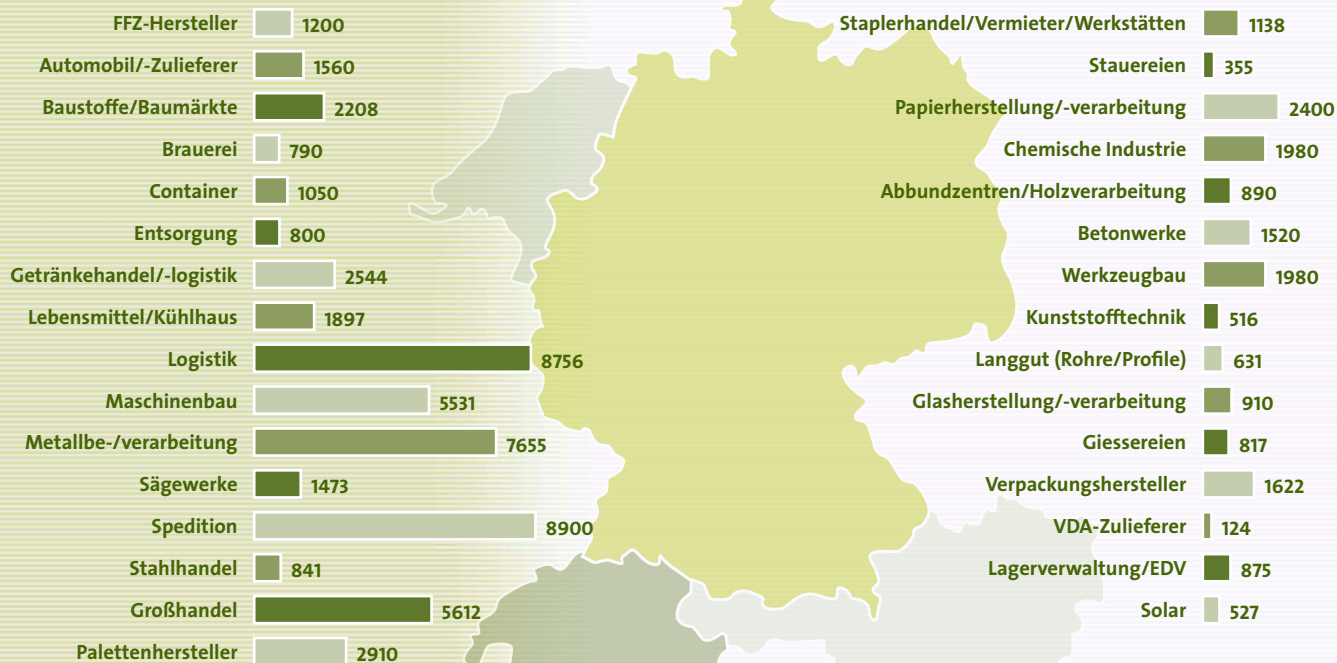 FFZ-Hersteller 1200
Automobil/-Zulieferer 1560
Baustoffe/Baumärkte 2208
Brauerei 790
Container 1050
Entsorgung 800
Getränkehandel/-logistik 2544
Lebensmittel/Kühlhaus 1897
Logistik 8756
Maschinenbau 5531
Metallbe-/verarbeitung 7655
Sägewerke 1473
Spedition 8900
Stahlhandel 841
Großhandel 5612
Palettenhersteller 2910
Staplerhandel/Vermieter/Werkstätten 1138
Stauereien 355
Papierherstellung/-verarbeitung 2400
Chemische Industrie 1980
Abbundzentren/Holzverarbeitung 890
Betonwerke 1520
Werkzeugbau 1980
Kunststofftechnik 516
Langgut (Rohre/Profile) 631
Glasherstellung/-verarbeitung 910
Giessereien 817
Verpackungshersteller 1622
VDA-Zulieferer 124
Lagerverwaltung/EDV 875
Solar 527